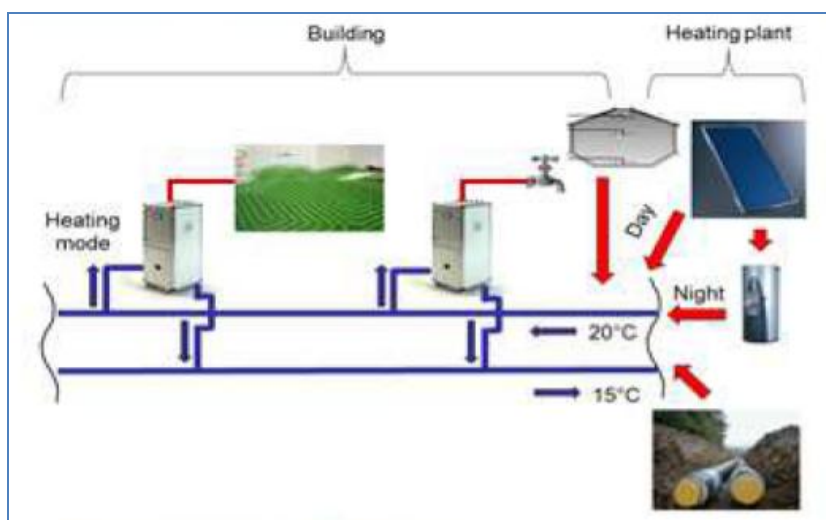 Building
Heating plant
Heating
mode
Day
Night
20°C
15°C